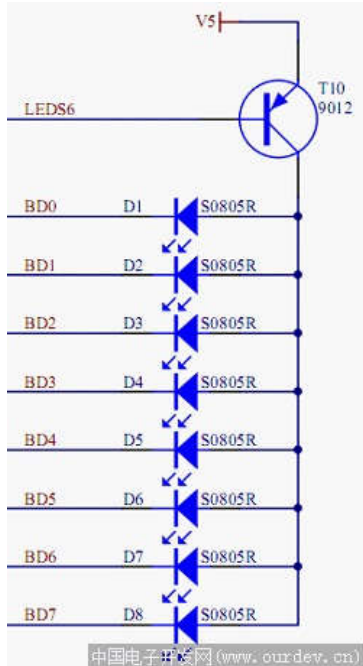 V5
T10
9012
LEDS6
BD0 D1 S0805R
BD1 D2 S0805R
BD2 D3 S0805R
BD3 D4 S0805R
BD4 D5 S0805R
BD5 D6 S0805R
BD6 D7 S0805R
BD7 D8 S0805R
中国电子开发网(www.ourdev.cn)